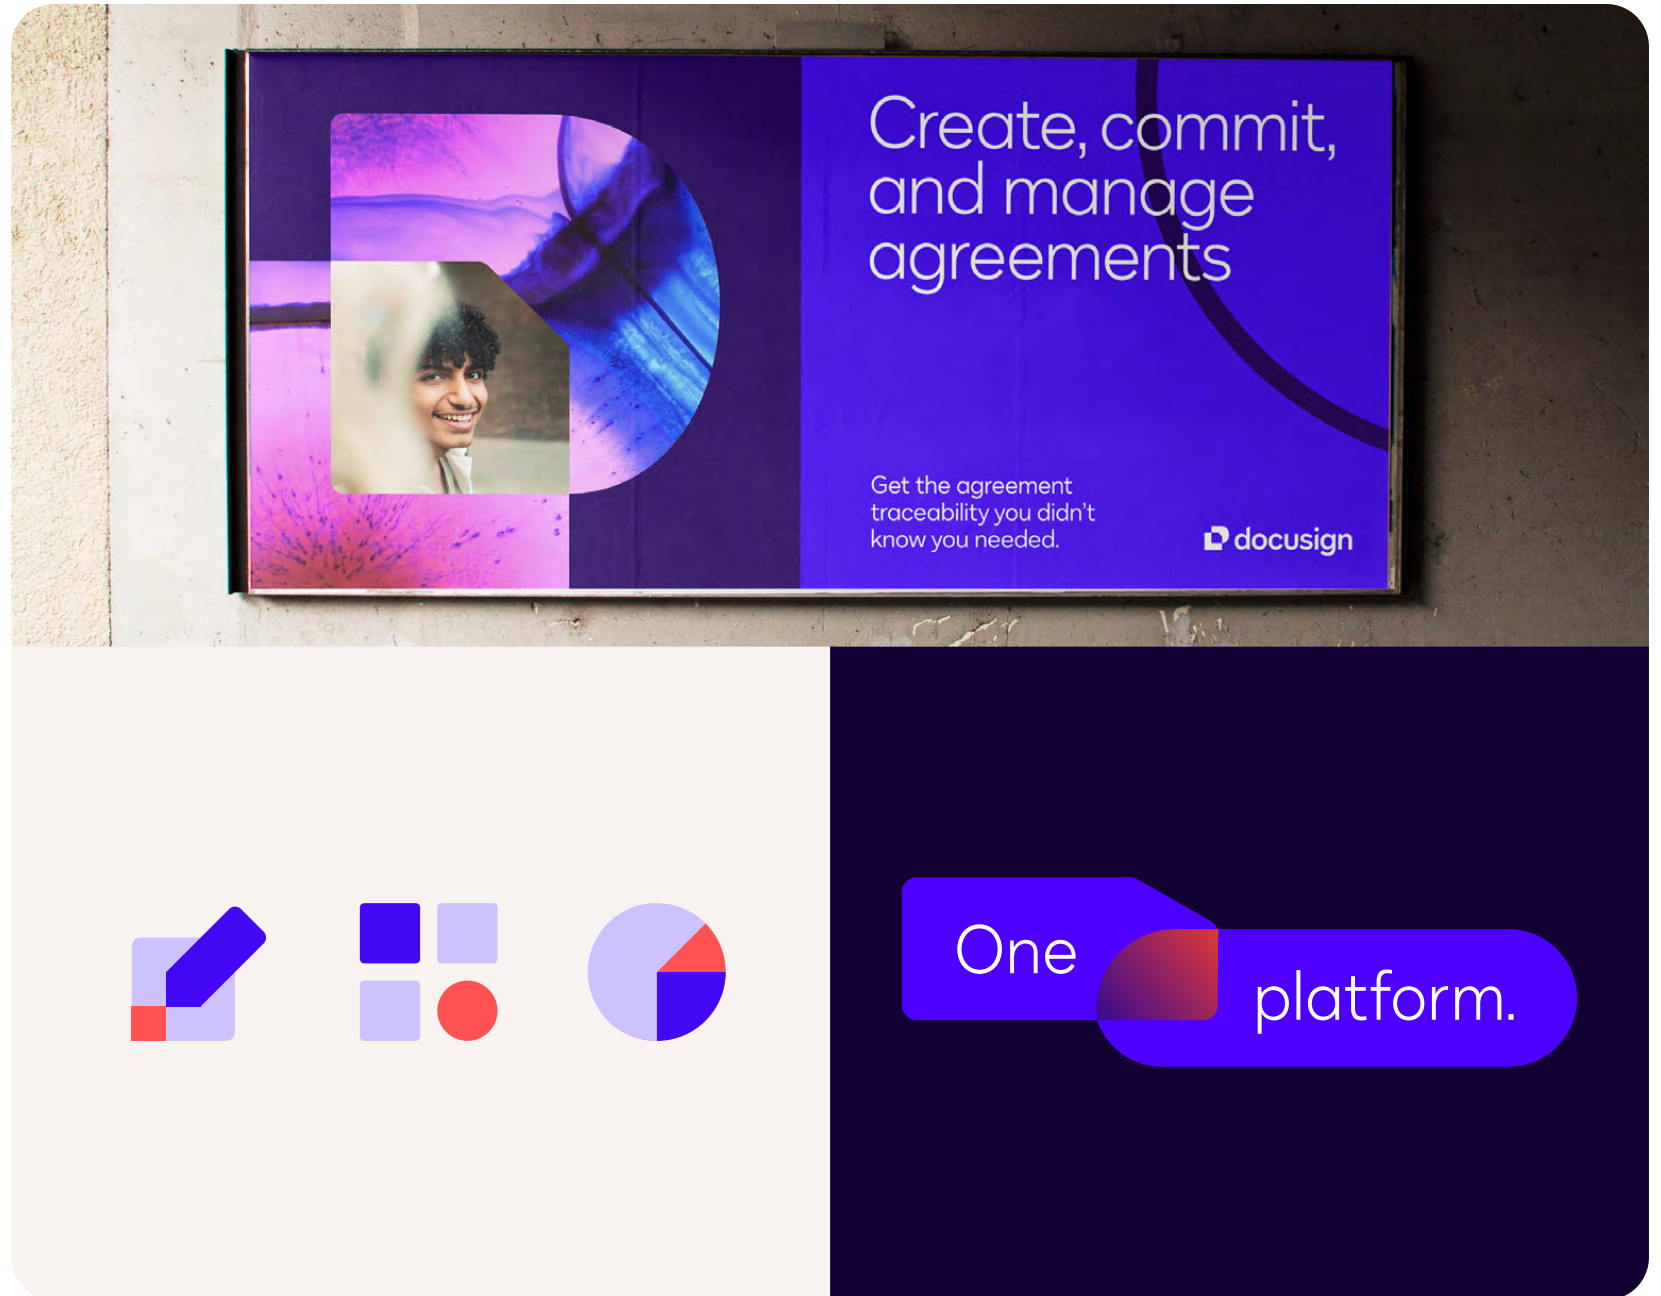 Create, commit,
and manage
agreements
Get the agreement
traceability you didn't
know you needed.
docusign
One
platform.